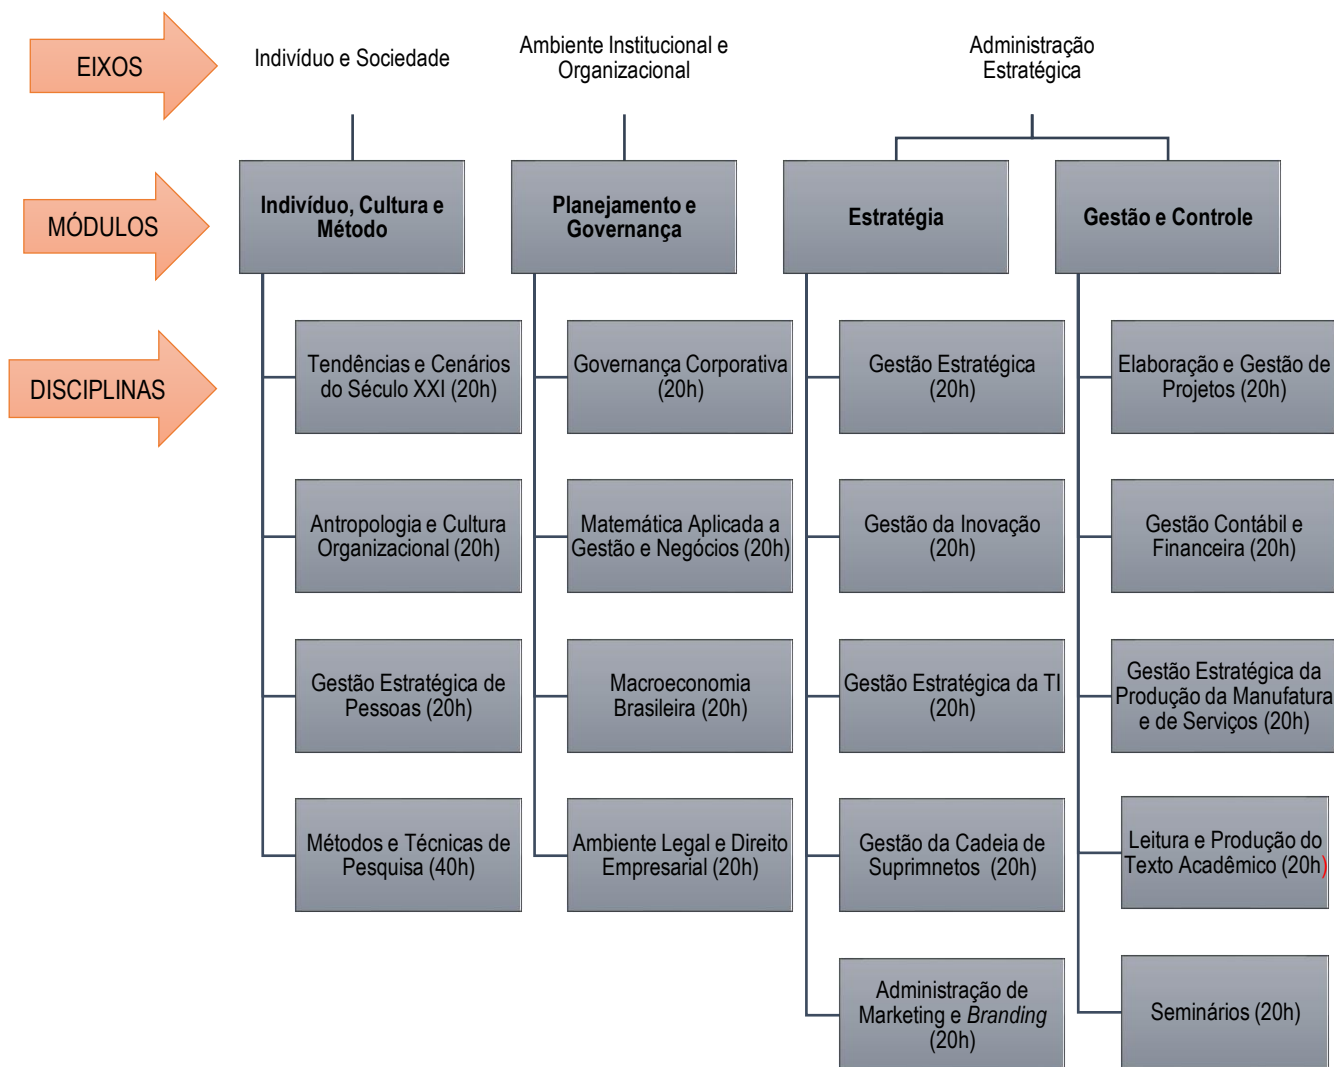 EIXOS
Indivíduo e Sociedade
Ambiente Institucional e
Organizacional
Administração
Estratégica
MÓDULOS
Indivíduo, Cultura e
Método
Planejamento e
Governança
Estratégia
Gestão e Controle
DISCIPLINAS
Tendências e Cenários
do Século XXI (20h)
Governança Corporativa
(20h)
Gestão Estratégica
(20h)
Elaboração e Gestão de
Projetos (20h)
Antropologia e Cultura
Organizacional (20h)
Matemática Aplicada a
Gestão e Negócios (20h)
Gestão da Inovação
(20h)
Gestão Contábil e
Financeira (20h)
Gestão Estratégica de
Pessoas (20h)
Macroeconomia
Brasileira (20h)
Gestão Estratégica da TI
(20h)
Gestão Estratégica da
Produção da Manufatura
e de Serviços (20h)
Métodos e Técnicas de
Pesquisa (40h)
Ambiente Legal e Direito
Empresarial (20h)
Gestão da Cadeia de
Suprimnetos (20h)
Leitura e Produção do
Texto Acadêmico (20h)
Administração de
Marketing e Branding
(20h)
Seminários (20h)